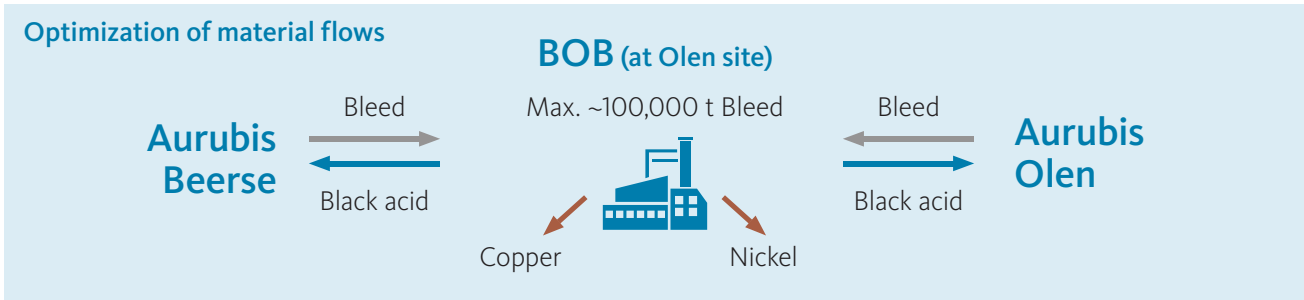 Optimization of material flows
BOB (at Olen site)
Bleed
Max. ~100,000 t Bleed
Bleed
Aurubis
Beerse
Aurubis
Olen
Black acid
Black acid
Copper
Nickel